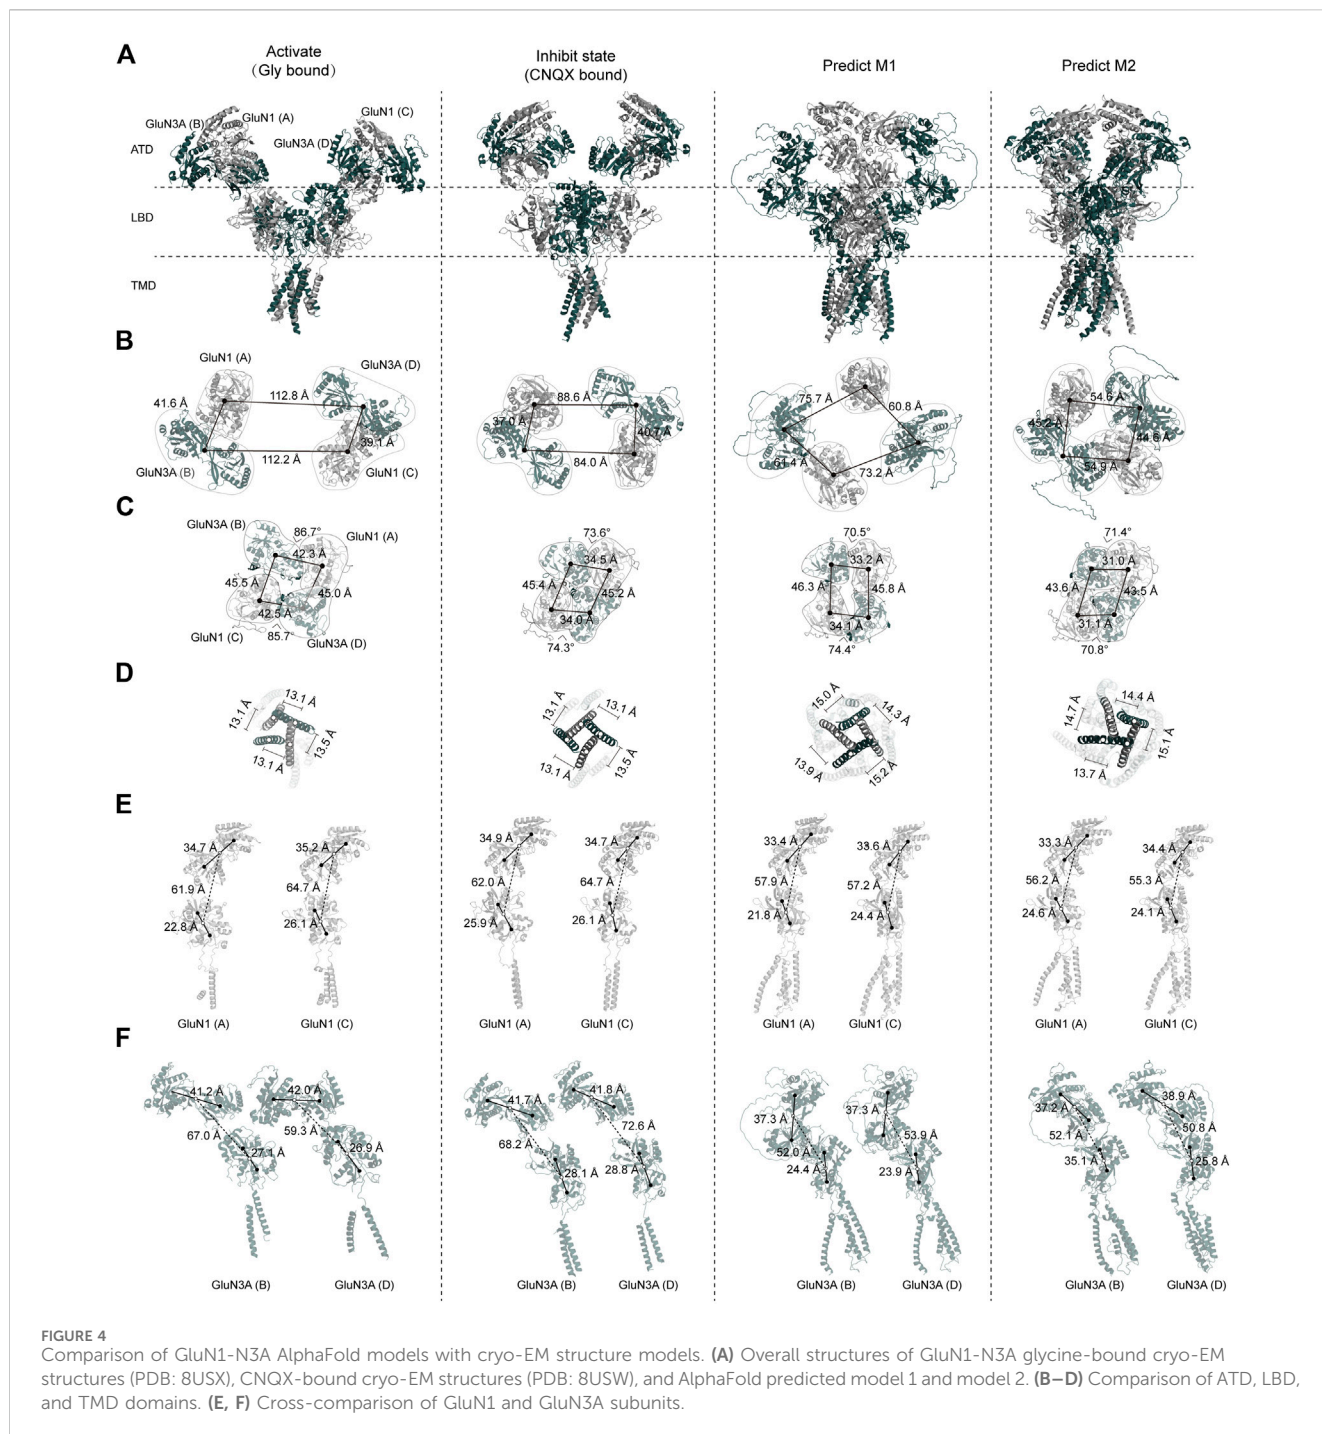 A
Activate
(Gly bound)
Inhibit state
(CNQX bound)
Predict M1
Predict M2
GluN3A (B)
GluN1 (A)
GluN3A (D)
GluN1 (C)
ATD
LBD
TMD
B
GluN1 (A)
GluN3A (D)
41.6 Å
112.8 Å
39.1 Å
112.2 Å
GluN3A (B)
GluN1 (C)
88.6 Å
37.0 Å
40.7 Å
84.0 Å
75.7 Å
60.8 Å
61.4 Å
73.2 Å
54.6 Å
45.2 Å
44.6 Å
54.9 Å
C
GluN3A (B)
86.7°
GluN1 (A)
42.3 Å
45.5 Å
45.0 Å
42.5 Å
GluN1 (C)
85.7°
GluN3A (D)
73.6°
34.5 Å
45.4 Å
45.2 Å
34.0 Å
74.3°
70.5°
33.2 Å
46.3 Å
45.8 Å
34.1 Å
74.4°
71.4°
31.0 Å
43.6 Å
43.5 Å
31.1 Å
70.8°
D
13.1 Å
13.1 Å
13.5 Å
13.1 Å
13.1 Å
13.1 Å
13.5 Å
13.1 Å
15.0 Å
14.3 Å
13.9 Å
15.2 Å
14.7 Å
14.4 Å
15.1 Å
13.7 Å
E
34.7 Å
61.9 Å
22.8 Å
GluN1 (A)
35.2 Å
64.7 Å
26.1 Å
GluN1 (C)
34.9 Å
62.0 Å
25.9 Å
GluN1 (A)
34.7 Å
64.7 Å
26.1 Å
GluN1 (C)
33.4 Å
57.9 Å
21.8 Å
GluN1 (A)
33.6 Å
57.2 Å
24.4 Å
GluN1 (C)
33.3 Å
56.2 Å
24.6 Å
GluN1 (A)
34.4 Å
55.3 Å
24.1 Å
GluN1 (C)
F
41.2 Å
67.0 Å
27.1 Å
GluN3A (B)
42.0 Å
59.3 Å
26.9 Å
GluN3A (D)
41.7 Å
68.2 Å
28.1 Å
GluN3A (B)
41.8 Å
72.6 Å
28.8 Å
GluN3A (D)
37.3 Å
52.0 Å
24.4 Å
GluN3A (B)
37.3 Å
53.9 Å
23.9 Å
GluN3A (D)
37.2 Å
52.1 Å
35.1 Å
GluN3A (B)
38.9 Å
50.8 Å
25.8 Å
GluN3A (D)
FIGURE 4
Comparison of GluN1-N3A AlphaFold models with cryo-EM structure models. (A) Overall structures of GluN1-N3A glycine-bound cryo-EM
structures (PDB: 8USX), CNQX-bound cryo-EM structures (PDB: 8USW), and AlphaFold predicted model 1 and model 2. (B–D) Comparison of ATD, LBD,
and TMD domains. (E, F) Cross-comparison of GluN1 and GluN3A subunits.